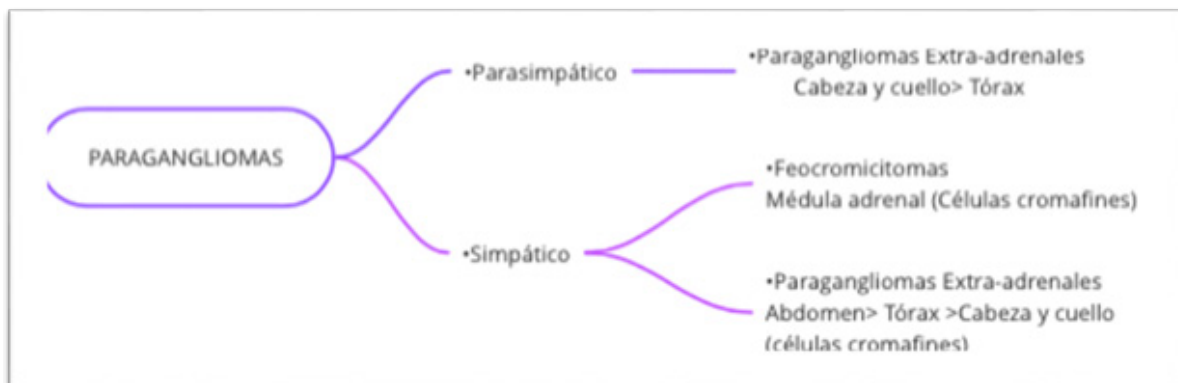 PARAGANGLIOMAS
•Parasimpático
•Paragangliomas Extra-adrenales
Cabeza y cuello> Tórax
•Simpático
•Feocromicitomas
Médula adrenal (Células cromafines)
•Paragangliomas Extra-adrenales
Abdomen> Tórax >Cabeza y cuello
(células cromafines)